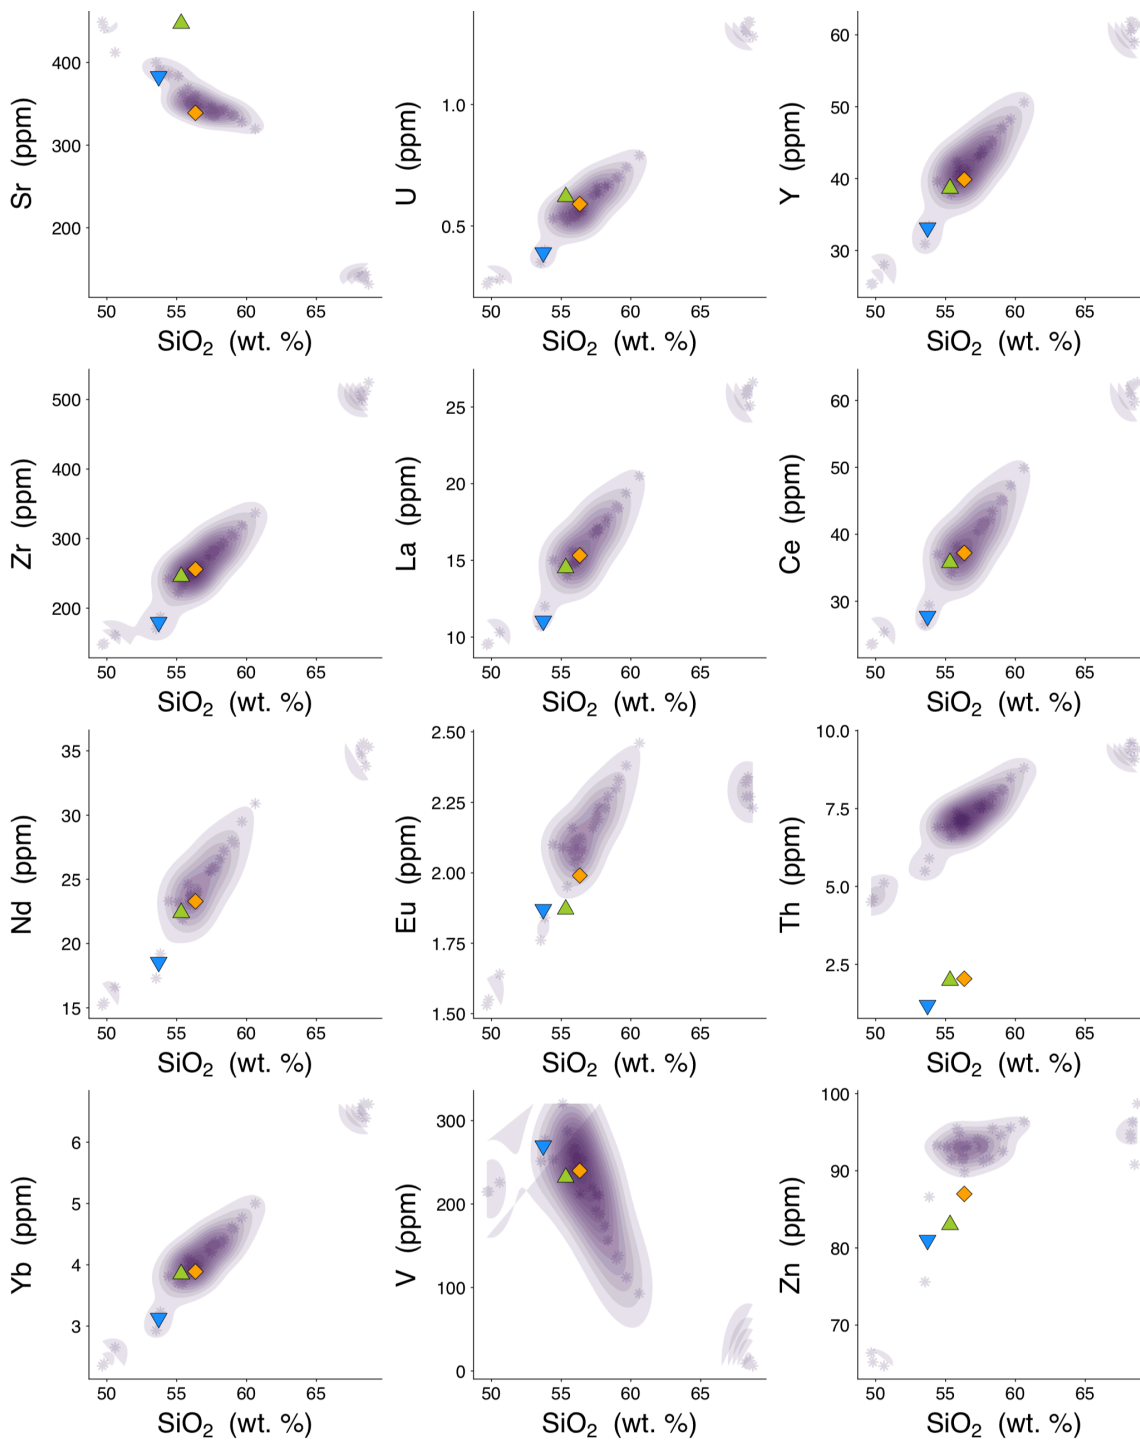 Sr (ppm)
400
300
200
50 55 60 65
SiO₂ (wt. %)
U (ppm)
1.0
0.5
50 55 60 65
SiO₂ (wt. %)
Y (ppm)
60
50
40
30
50 55 60 65
SiO₂ (wt. %)
Zr (ppm)
500
400
300
200
50 55 60 65
SiO₂ (wt. %)
La (ppm)
25
20
15
10
50 55 60 65
SiO₂ (wt. %)
Ce (ppm)
60
50
40
30
50 55 60 65
SiO₂ (wt. %)
Nd (ppm)
35
30
25
20
15
50 55 60 65
SiO₂ (wt. %)
Eu (ppm)
2.50
2.25
2.00
1.75
1.50
50 55 60 65
SiO₂ (wt. %)
Th (ppm)
10.0
7.5
5.0
2.5
50 55 60 65
SiO₂ (wt. %)
Yb (ppm)
6
5
4
3
50 55 60 65
SiO₂ (wt. %)
V (ppm)
300
200
100
0
50 55 60 65
SiO₂ (wt. %)
Zn (ppm)
100
90
80
70
50 55 60 65
SiO₂ (wt. %)